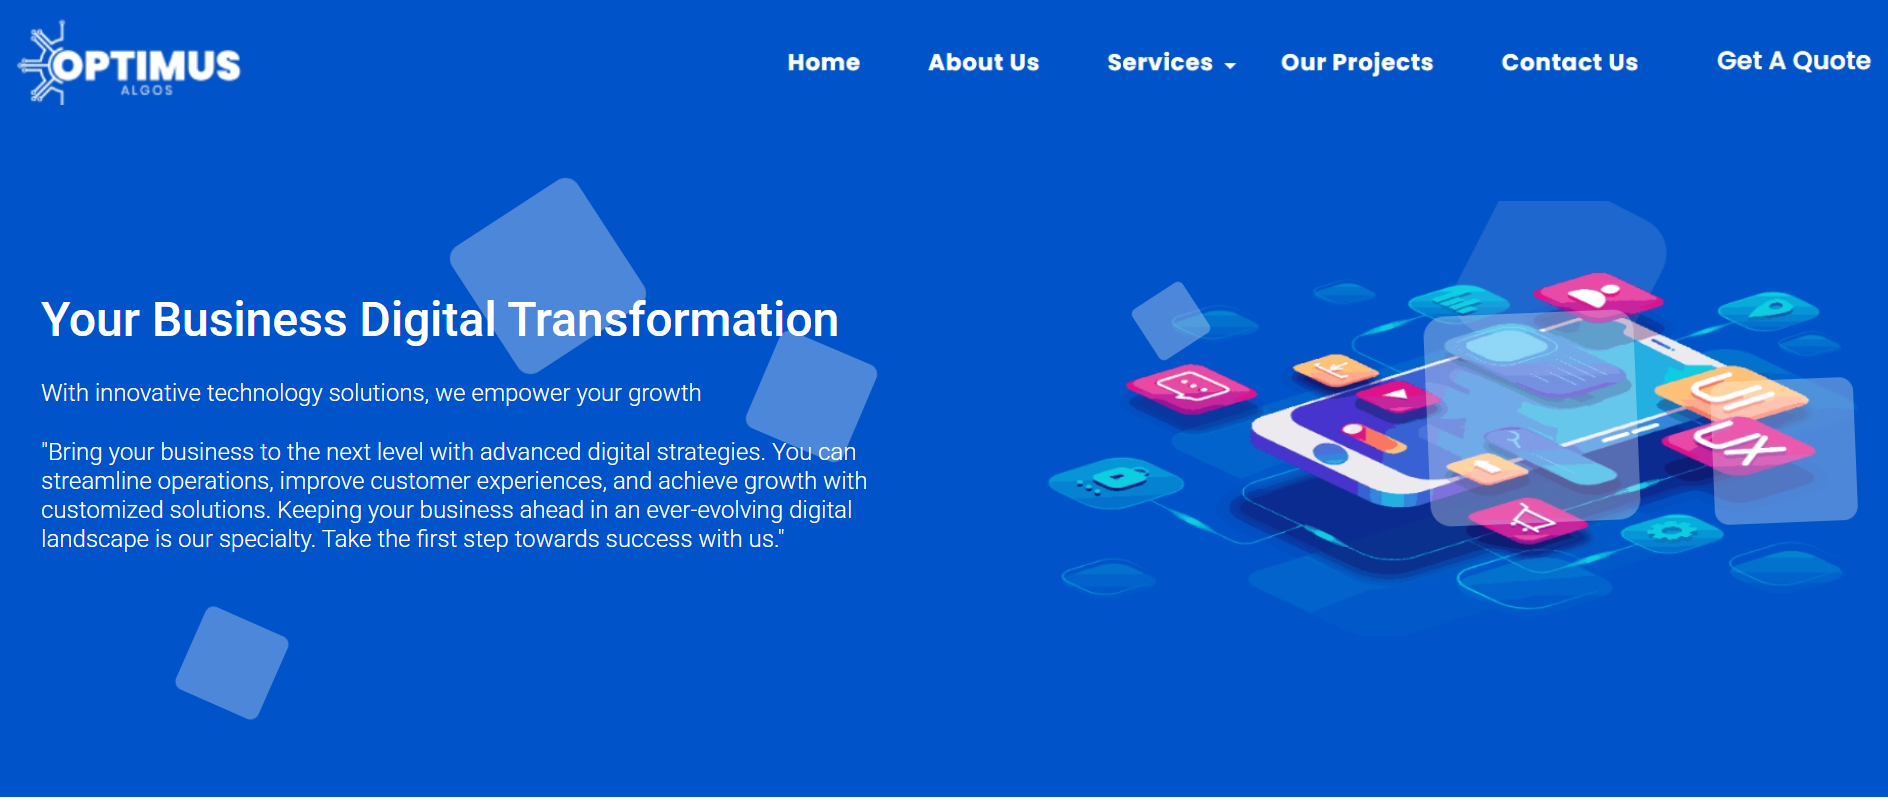 OPTIMUS
ALGOS
Home About Us Services Our Projects Contact Us Get A Quote
Your Business Digital Transformation
With innovative technology solutions, we empower your growth
"Bring your business to the next level with advanced digital strategies. You can
streamline operations, improve customer experiences, and achieve growth with
customized solutions. Keeping your business ahead in an ever-evolving digital
landscape is our specialty. Take the first step towards success with us."
UI
UX